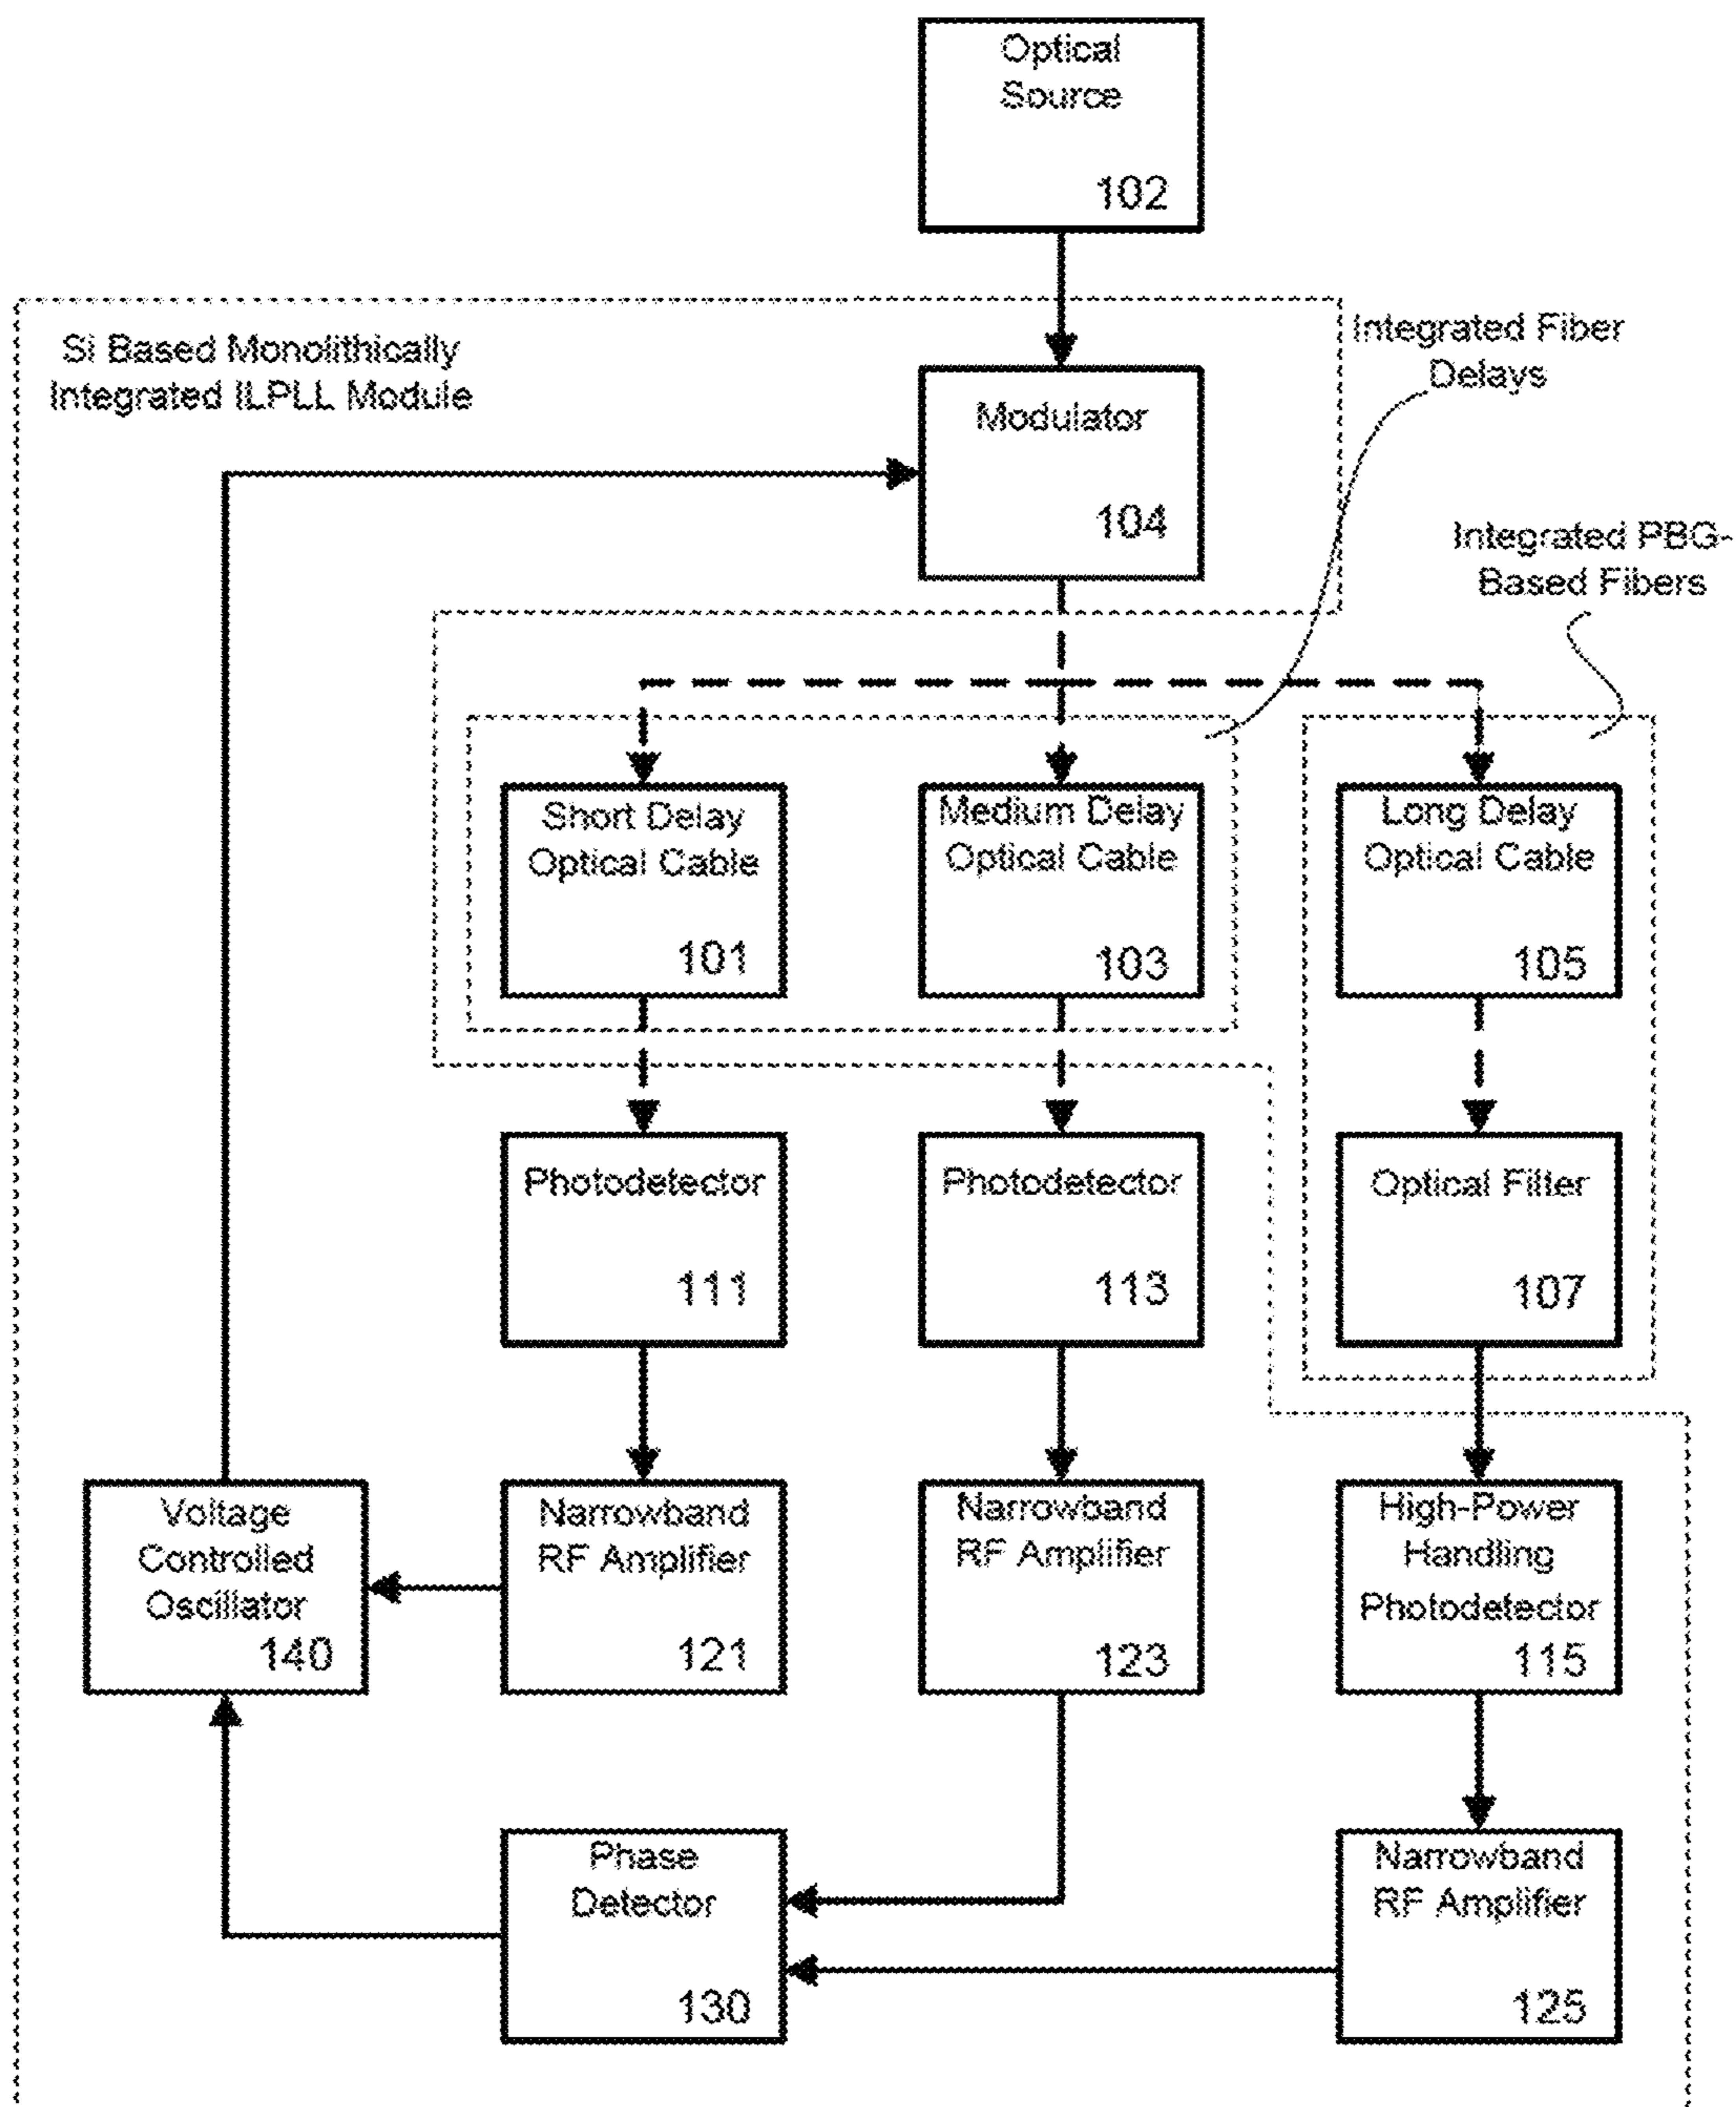 Optical
Source
102
Si Based Monolithically
Integrated ILPLL Module
Integrated Fiber
Delays
Modulator
104
Integrated PBG-
Based Fibers
Short Delay
Optical Cable
101
Medium Delay
Optical Cable
103
Long Delay
Optical Cable
105
Photodetector
111
Photodetector
113
Optical Filter
107
Voltage
Controlled
Oscillator
140
Narrowband
RF Amplifier
121
Narrowband
RF Amplifier
123
High-Power
Handling
Photodetector
115
Phase
Detector
130
Narrowband
RF Amplifier
125